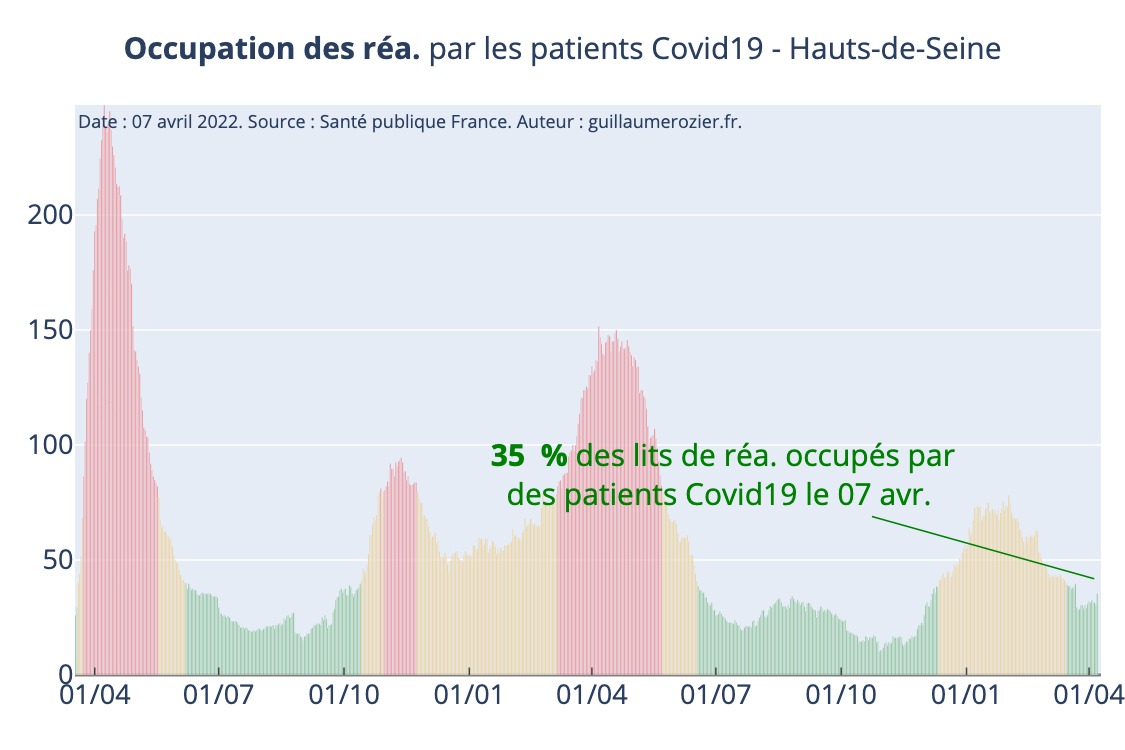 Occupation des réa. par les patients Covid19 - Hauts-de-Seine
Date : 07 avril 2022. Source : Santé publique France. Auteur : guillaumerozier.fr.
200
150
100
35 % des lits de réa. occupés par
des patients Covid19 le 07 avr.
50
0
01/04 01/07 01/10 01/01 01/04 01/07 01/10 01/01 01/04